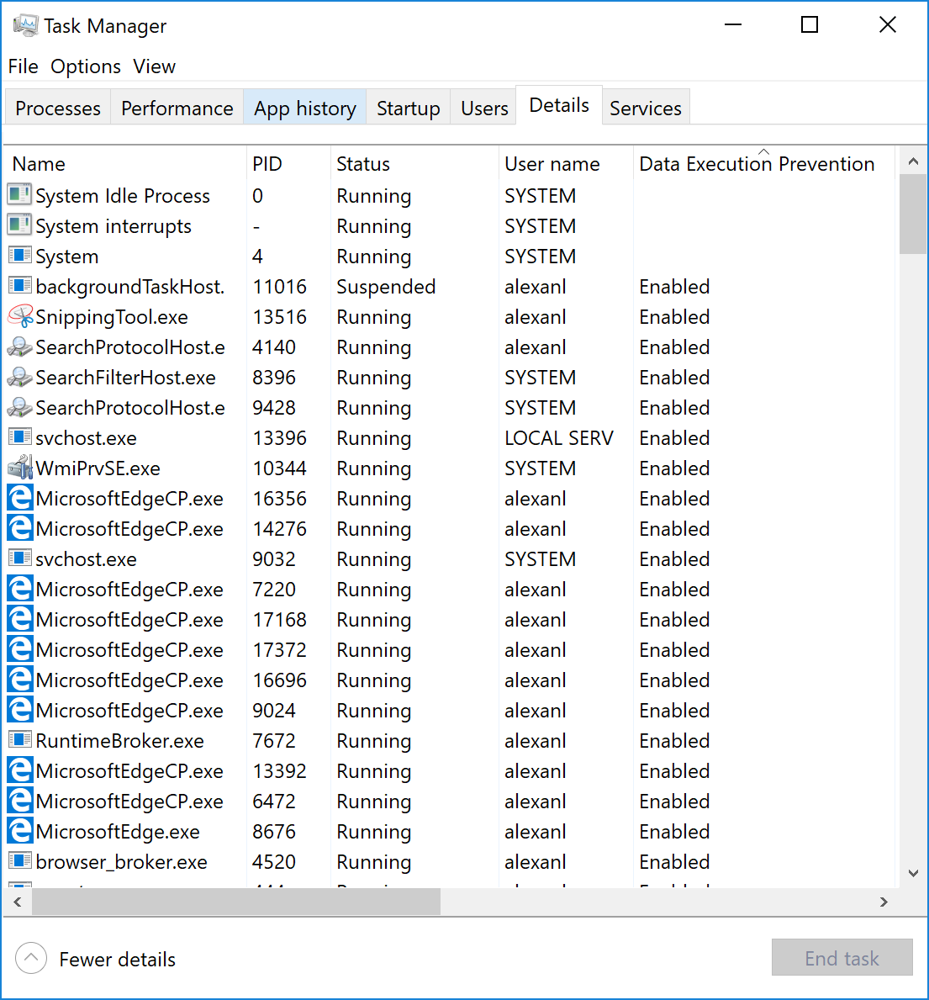 Task Manager
File Options View
Processes Performance App history Startup Users Details Services
Name PID Status User name Data Execution Prevention
System Idle Process 0 Running SYSTEM
System interrupts - Running SYSTEM
System 4 Running SYSTEM
backgroundTaskHost. 11016 Suspended alexanl Enabled
SnippingTool.exe 13516 Running alexanl Enabled
SearchProtocolHost.e 4140 Running alexanl Enabled
SearchFilterHost.exe 8396 Running SYSTEM Enabled
SearchProtocolHost.e 9428 Running SYSTEM Enabled
svchost.exe 13396 Running LOCAL SERV Enabled
WmiPrvSE.exe 10344 Running SYSTEM Enabled
MicrosoftEdgeCP.exe 16356 Running alexanl Enabled
MicrosoftEdgeCP.exe 14276 Running alexanl Enabled
svchost.exe 9032 Running SYSTEM Enabled
MicrosoftEdgeCP.exe 7220 Running alexanl Enabled
MicrosoftEdgeCP.exe 17168 Running alexanl Enabled
MicrosoftEdgeCP.exe 17372 Running alexanl Enabled
MicrosoftEdgeCP.exe 16696 Running alexanl Enabled
MicrosoftEdgeCP.exe 9024 Running alexanl Enabled
RuntimeBroker.exe 7672 Running alexanl Enabled
MicrosoftEdgeCP.exe 13392 Running alexanl Enabled
MicrosoftEdgeCP.exe 6472 Running alexanl Enabled
MicrosoftEdge.exe 8676 Running alexanl Enabled
browser_broker.exe 4520 Running alexanl Enabled
Fewer details End task